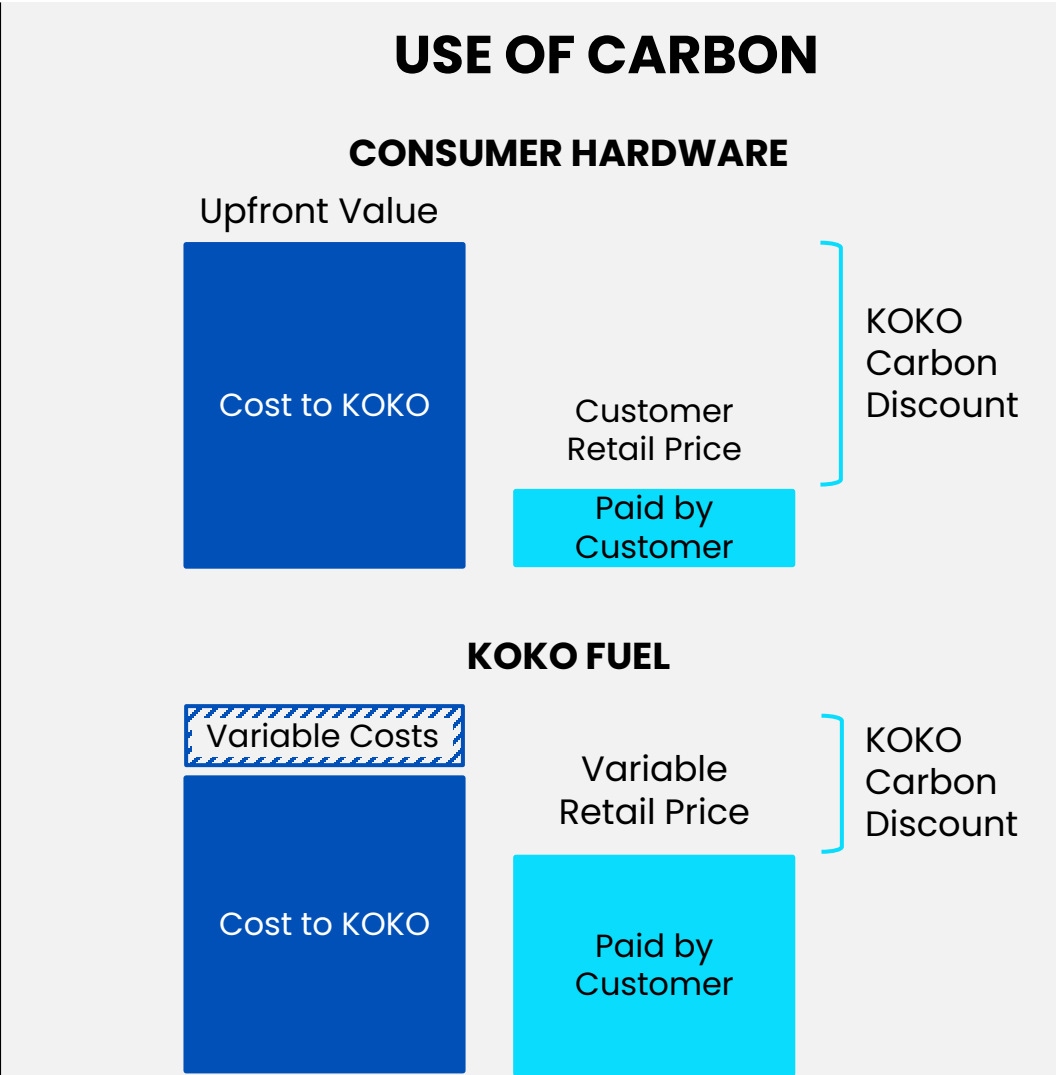 USE OF CARBON
CONSUMER HARDWARE
Upfront Value
Cost to KOKO
Customer
Retail Price
Paid by
Customer
KOKO
Carbon
Discount
KOKO FUEL
Variable Costs
Cost to KOKO
Variable
Retail Price
Paid by
Customer
KOKO
Carbon
Discount